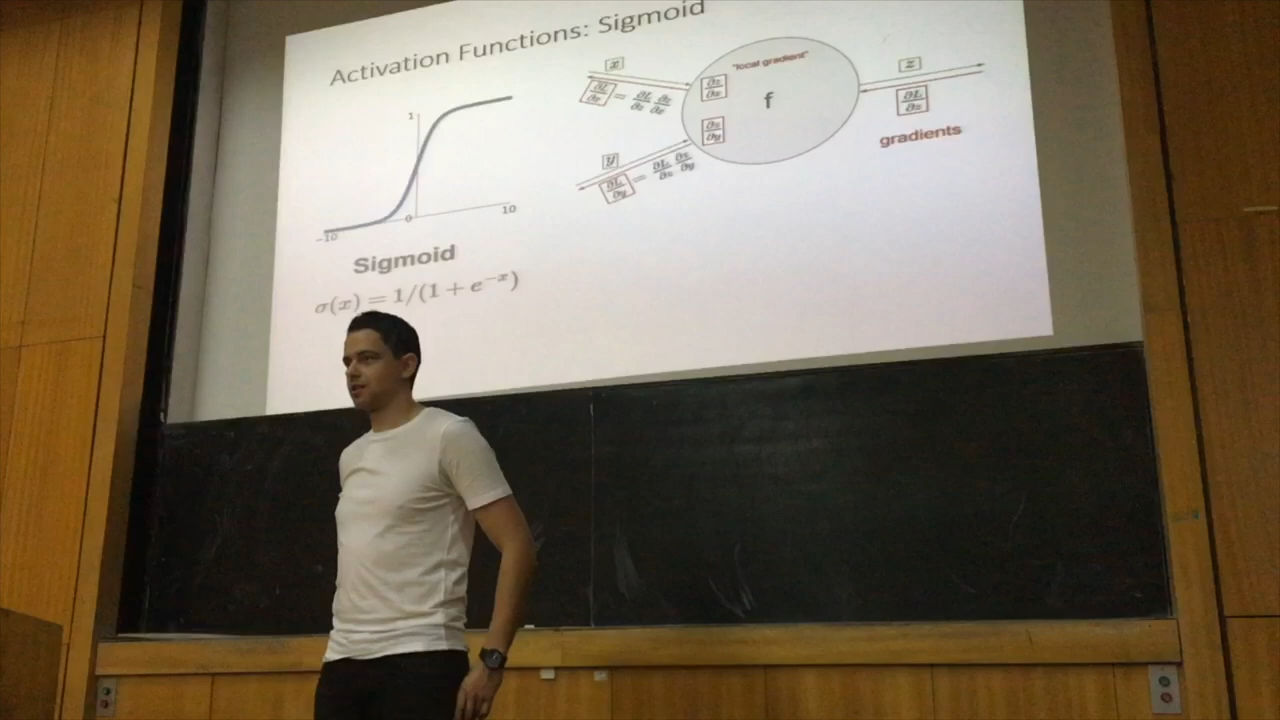 Activation Functions: Sigmoid
1
0
-10
10
Sigmoid
σ(x) = 1/(1 + e^{-x})
x
∂L/∂x = ∂L/∂z ∂z/∂x
y
∂L/∂y = ∂L/∂z ∂z/∂y
"local gradient"
∂z/∂x
f
∂z/∂y
z
∂L/∂z
gradients